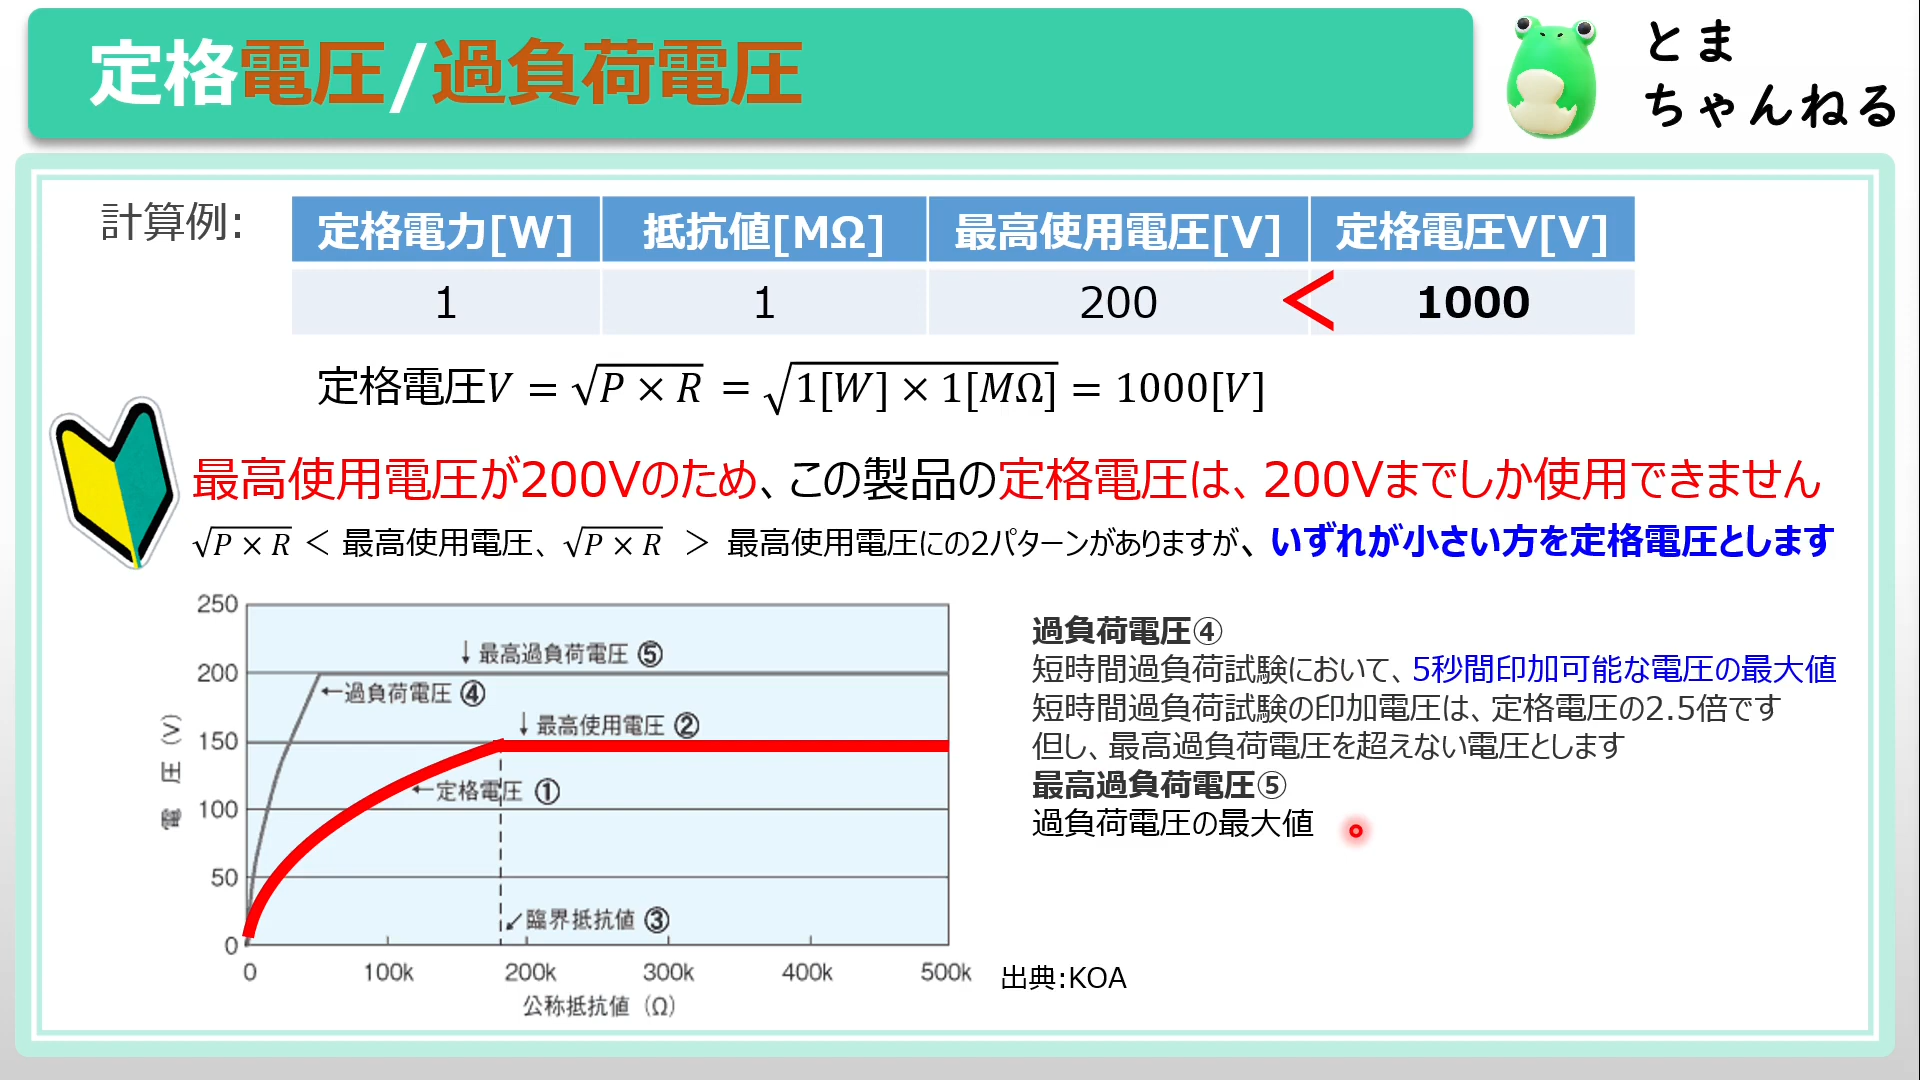 定格電圧/過負荷電圧
とま
ちゃんねる
計算例:
定格電力[W] 抵抗値[MΩ] 最高使用電圧[V] 定格電圧V[V]
1 1 200 < 1000
定格電圧V = √P × R = √1[W] × 1[MΩ] = 1000[V]
最高使用電圧が200Vのため、この製品の定格電圧は、200Vまでしか使用できません
√P × R < 最高使用電圧、√P × R > 最高使用電圧にの2パターンがありますが、いずれが小さい方を定格電圧とします
250
↓最高過負荷電圧 ⑤
200
←過負荷電圧 ④
↓最高使用電圧 ②
150
←定格電圧 ①
100
50
↙臨界抵抗値 ③
0
電圧 (V)
0 100k 200k 300k 400k 500k
公称抵抗値 (Ω)
出典:KOA
過負荷電圧④
短時間過負荷試験において、5秒間印加可能な電圧の最大値
短時間過負荷試験の印加電圧は、定格電圧の2.5倍です
但し、最高過負荷電圧を超えない電圧とします
最高過負荷電圧⑤
過負荷電圧の最大値